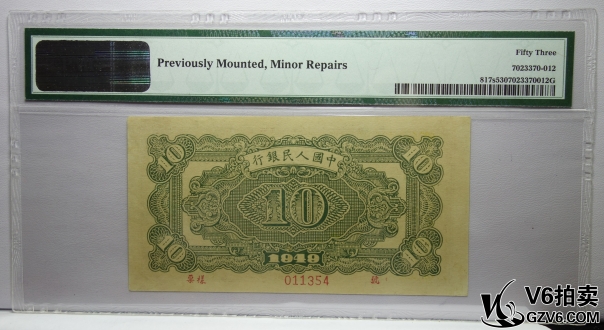 Previously Mounted, Minor Repairs
Fifty Three
7023370-012
817s5307023370012G
行銀民人國中
10
10
10
10
10
1949
011354
號
V6拍卖
GZV6.COM